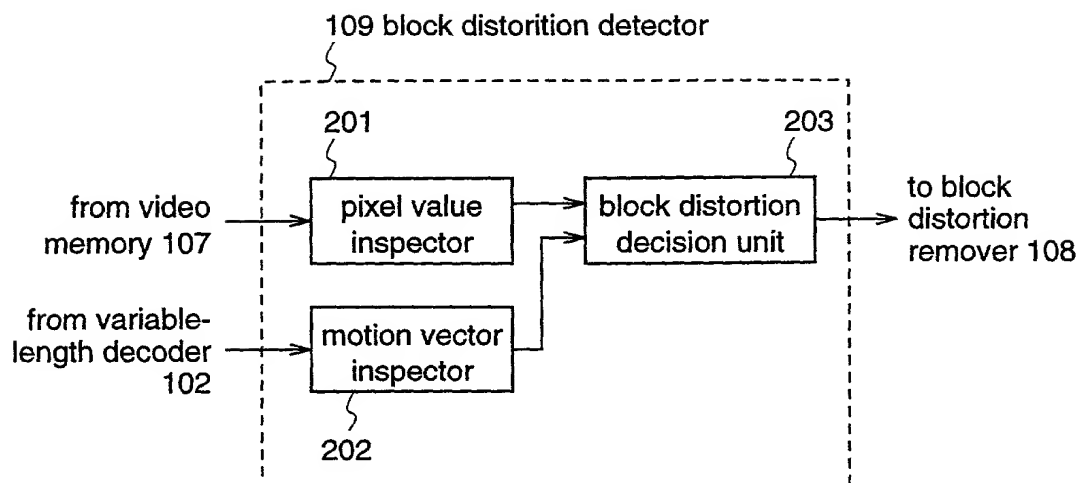 109 block distorition detector
201
203
from video
memory 107
pixel value
inspector
block distortion
decision unit
to block
distortion
remover 108
from variable-
length decoder
102
motion vector
inspector
202